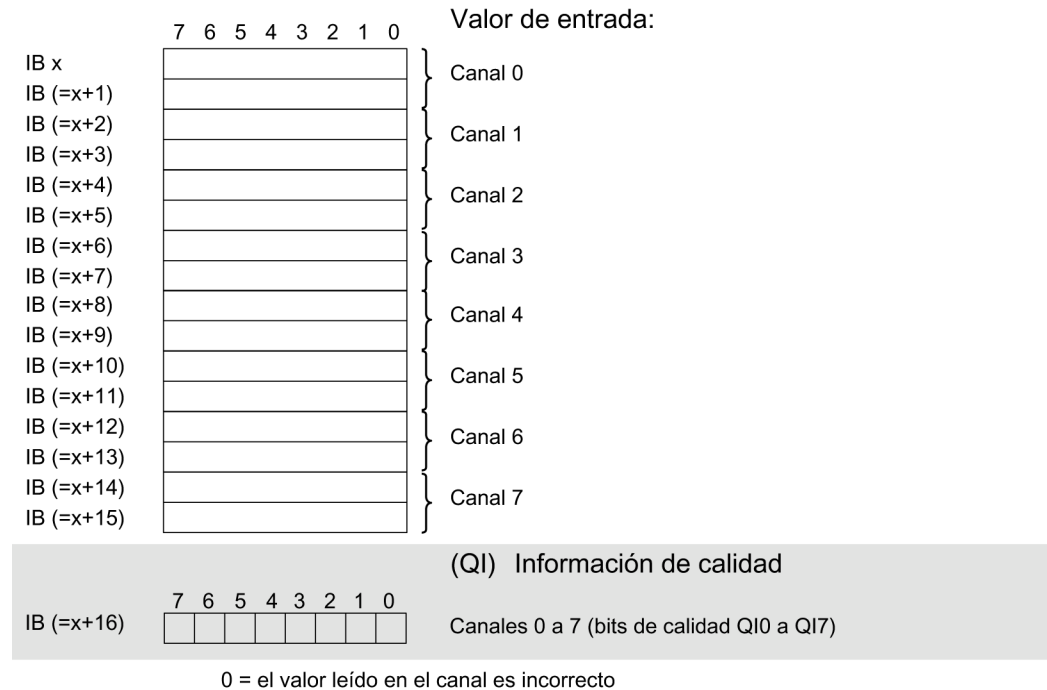 Valor de entrada:
7 6 5 4 3 2 1 0
IB x
Canal 0
IB (=x+1)
IB (=x+2)
Canal 1
IB (=x+3)
IB (=x+4)
Canal 2
IB (=x+5)
IB (=x+6)
Canal 3
IB (=x+7)
IB (=x+8)
Canal 4
IB (=x+9)
IB (=x+10)
Canal 5
IB (=x+11)
IB (=x+12)
Canal 6
IB (=x+13)
IB (=x+14)
Canal 7
IB (=x+15)
(QI) Información de calidad
7 6 5 4 3 2 1 0
IB (=x+16) Canales 0 a 7 (bits de calidad QI0 a QI7)
0 = el valor leído en el canal es incorrecto